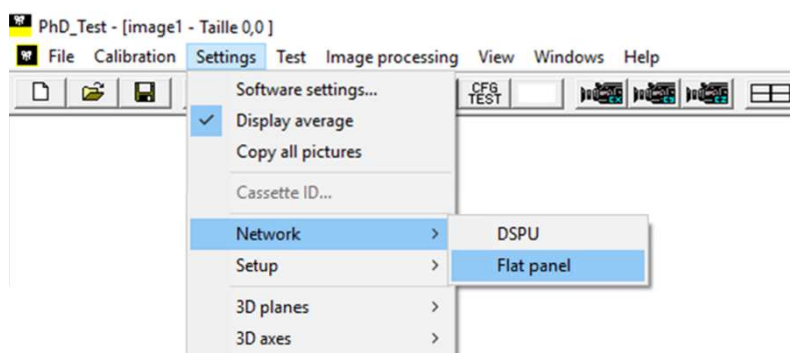 PhD_Test - [image1 - Taille 0,0 ]
File Calibration Settings Test Image processing View Windows Help
CFG
TEST
Software settings...
Display average
Copy all pictures
Cassette ID...
Network
DSPU
Setup
Flat panel
3D planes
3D axes